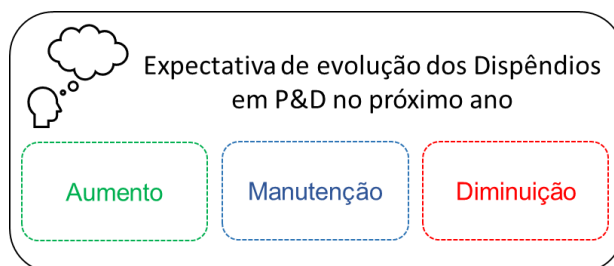 Expectativa de evolução dos Dispêndios
em P&D no próximo ano
Aumento
Manutenção
Diminuição